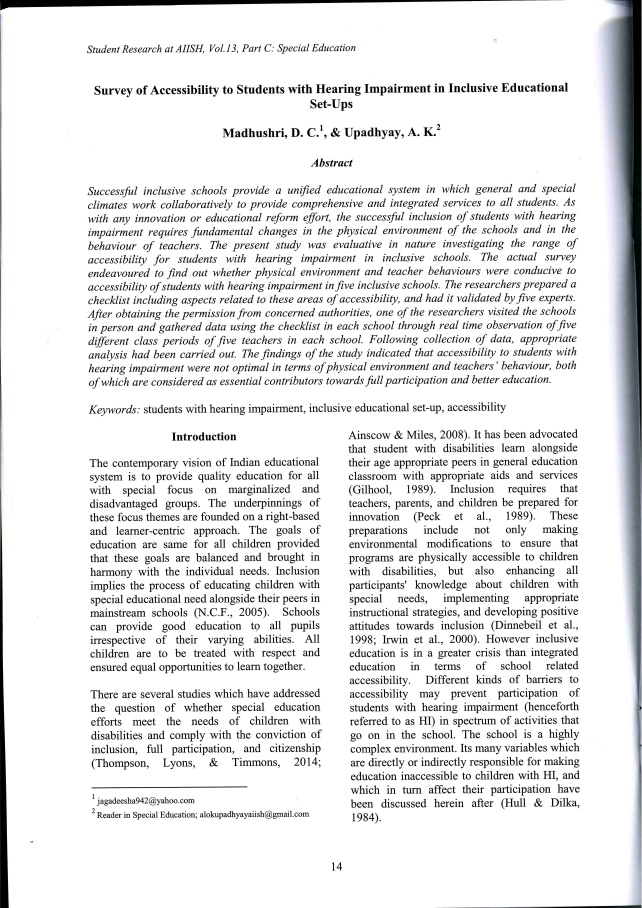 Student Research at AIISH, Vol.13, Part C: Special Education
Survey of Accessibility to Students with Hearing Impairment in Inclusive Educational
Set-Ups
Madhushri, D. C.1, & Upadhyay, A. K.2
Abstract
Successful inclusive schools provide a unified educational system in which general and special
climates work collaboratively to provide comprehensive and integrated services to all students. As
with any innovation or educational reform effort, the successful inclusion of students with hearing
impairment requires fundamental changes in the physical environment of the schools and in the
behaviour of teachers. The present study was evaluative in nature investigating the range of
accessibility for students with hearing impairment in inclusive schools. The actual survey
endeavoured to find out whether physical environment and teacher behaviours were conducive to
accessibility of students with hearing impairment in five inclusive schools. The researchers prepared a
checklist including aspects related to these areas of accessibility, and had it validated by five experts.
After obtaining the permission from concerned authorities, one of the researchers visited the schools
in person and gathered data using the checklist in each school through real time observation of five
different class periods of five teachers in each school. Following collection of data, appropriate
analysis had been carried out. The findings of the study indicated that accessibility to students with
hearing impairment were not optimal in terms of physical environment and teachers' behaviour, both
of which are considered as essential contributors towards full participation and better education.
Keywords: students with hearing impairment, inclusive educational set-up, accessibility
Introduction
The contemporary vision of Indian educational
system is to provide quality education for all
with special focus on marginalized and
disadvantaged groups. The underpinnings of
these focus themes are founded on a right-based
and learner-centric approach. The goals of
education are same for all children provided
that these goals are balanced and brought in
harmony with the individual needs. Inclusion
implies the process of educating children with
special educational need alongside their peers in
mainstream schools (N.C.F., 2005). Schools
can provide good education to all pupils
irrespective of their varying abilities. All
children are to be treated with respect and
ensured equal opportunities to learn together.
There are several studies which have addressed
the question of whether special education
efforts meet the needs of children with
disabilities and comply with the conviction of
inclusion, full participation, and citizenship
(Thompson, Lyons, & Timmons, 2014;
1 jagadeesha942@yahoo.com
2 Reader in Special Education; alokupadhyayaiish@gmail.com
Ainscow & Miles, 2008). It has been advocated
that student with disabilities learn alongside
their age appropriate peers in general education
classroom with appropriate aids and services
(Gilhool, 1989). Inclusion requires that
teachers, parents, and children be prepared for
innovation (Peck et al., 1989). These
preparations include not only making
environmental modifications to ensure that
programs are physically accessible to children
with disabilities, but also enhancing all
participants' knowledge about children with
special needs, implementing appropriate
instructional strategies, and developing positive
attitudes towards inclusion (Dinnebeil et al.,
1998; Irwin et al., 2000). However inclusive
education is in a greater crisis than integrated
education in terms of school related
accessibility. Different kinds of barriers to
accessibility may prevent participation of
students with hearing impairment (henceforth
referred to as HI) in spectrum of activities that
go on in the school. The school is a highly
complex environment. Its many variables which
are directly or indirectly responsible for making
education inaccessible to children with HI, and
which in turn affect their participation have
been discussed herein after (Hull & Dilka,
1984).
14